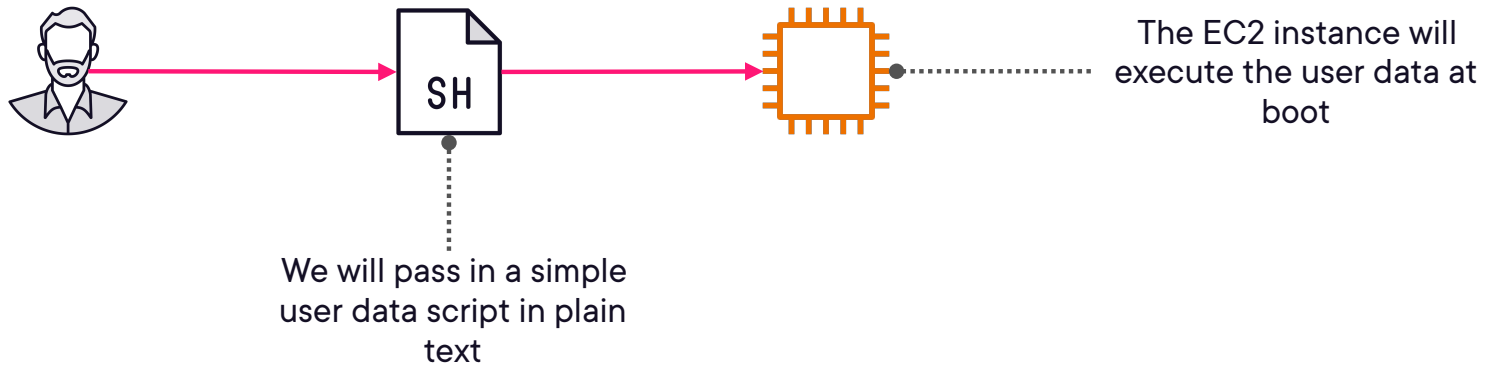 SH
The EC2 instance will
execute the user data at
boot
We will pass in a simple
user data script in plain
text